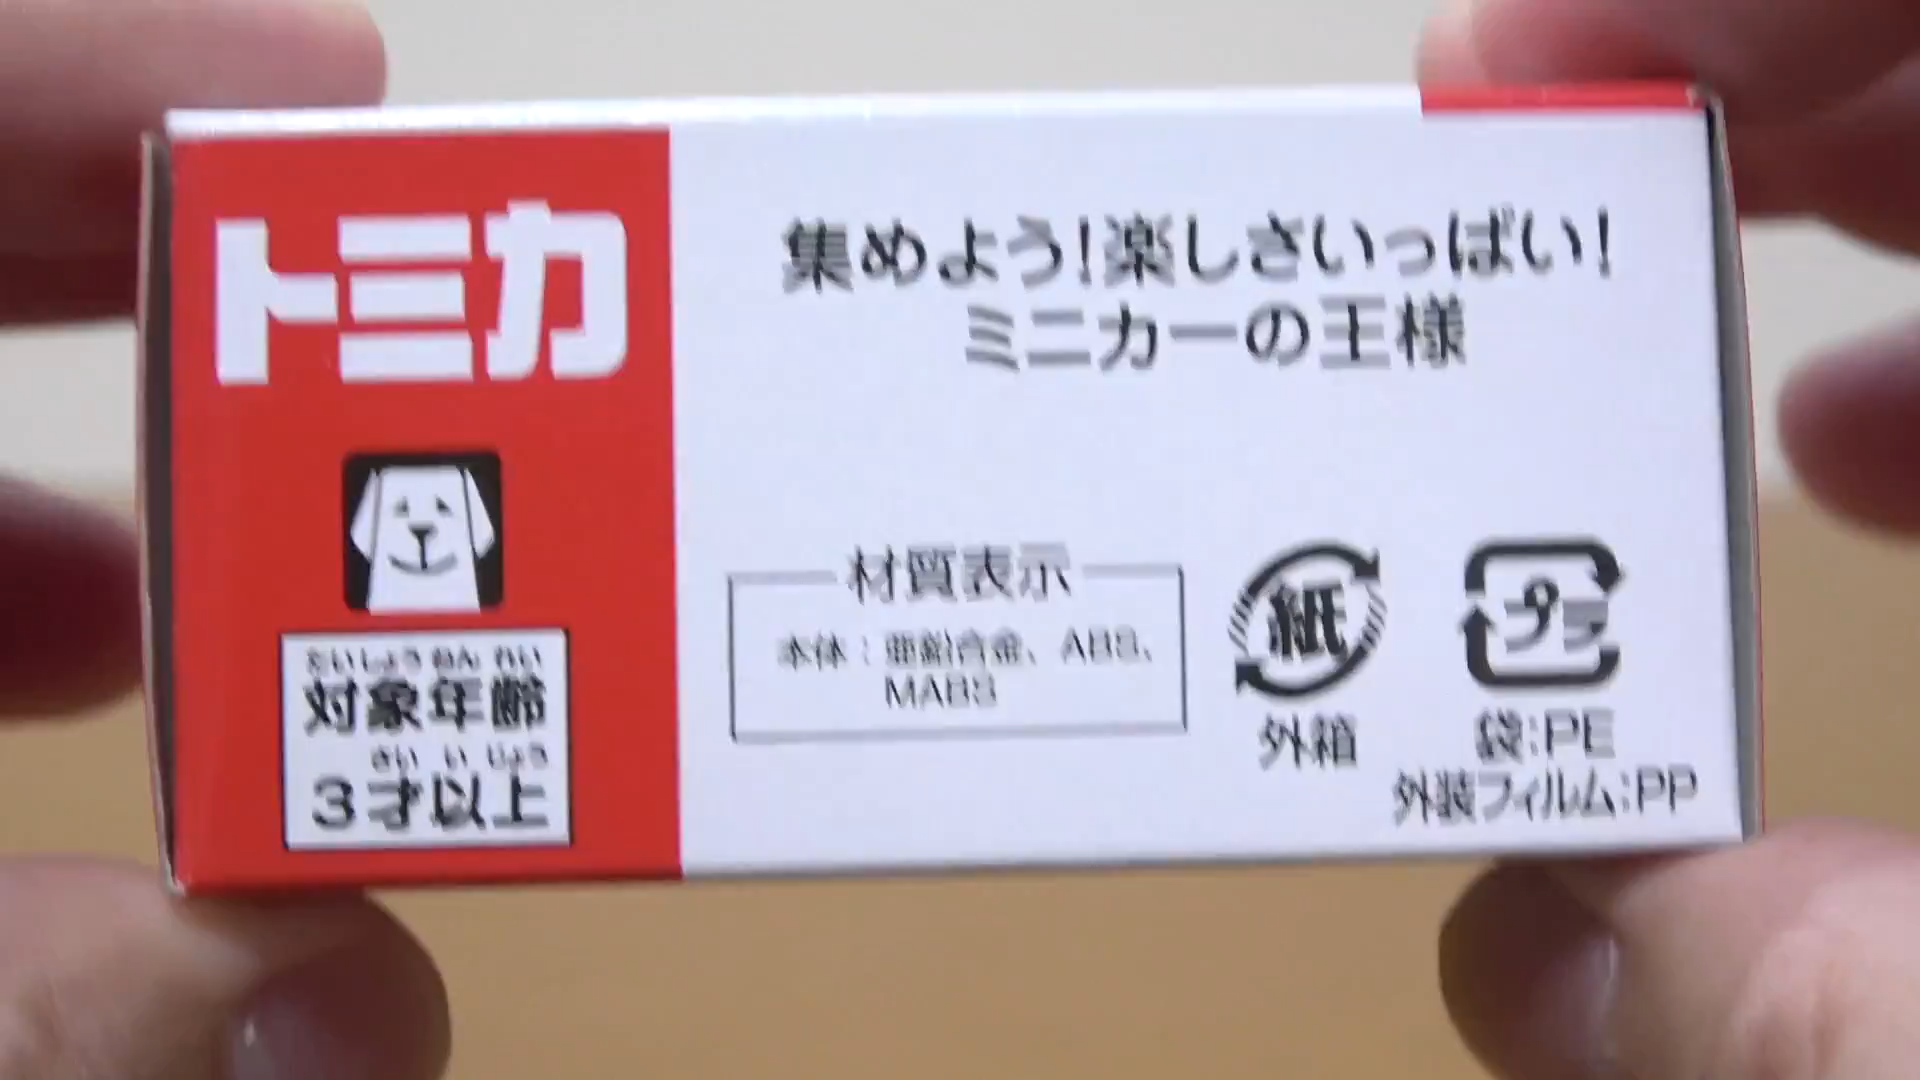 トミカ
集めよう!楽しさいっぱい!
ミニカーの王様
たいしょうねんれい
対象年齢
さいいじょう
3才以上
材質表示
本体:亜鉛合金、ABS、
MABS
紙
外箱
プラ
袋:PE
外装フィルム:PP